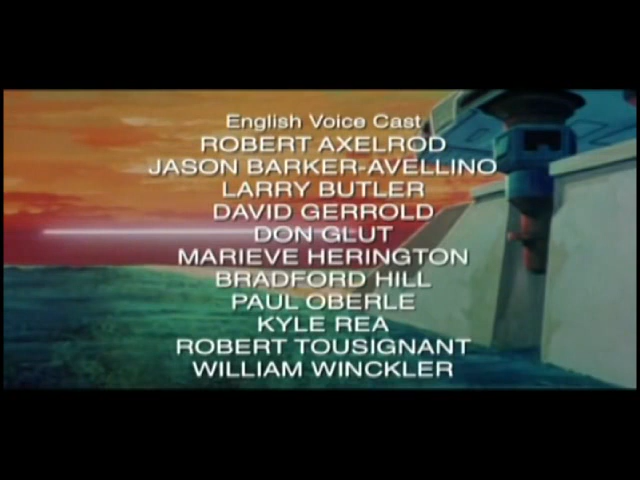 English Voice Cast
ROBERT AXELROD
JASON BARKER-AVELLINO
LARRY BUTLER
DAVID GERROLD
DON GLUT
MARIEVE HERINGTON
BRADFORD HILL
PAUL OBERLE
KYLE REA
ROBERT TOUSIGNANT
WILLIAM WINCKLER